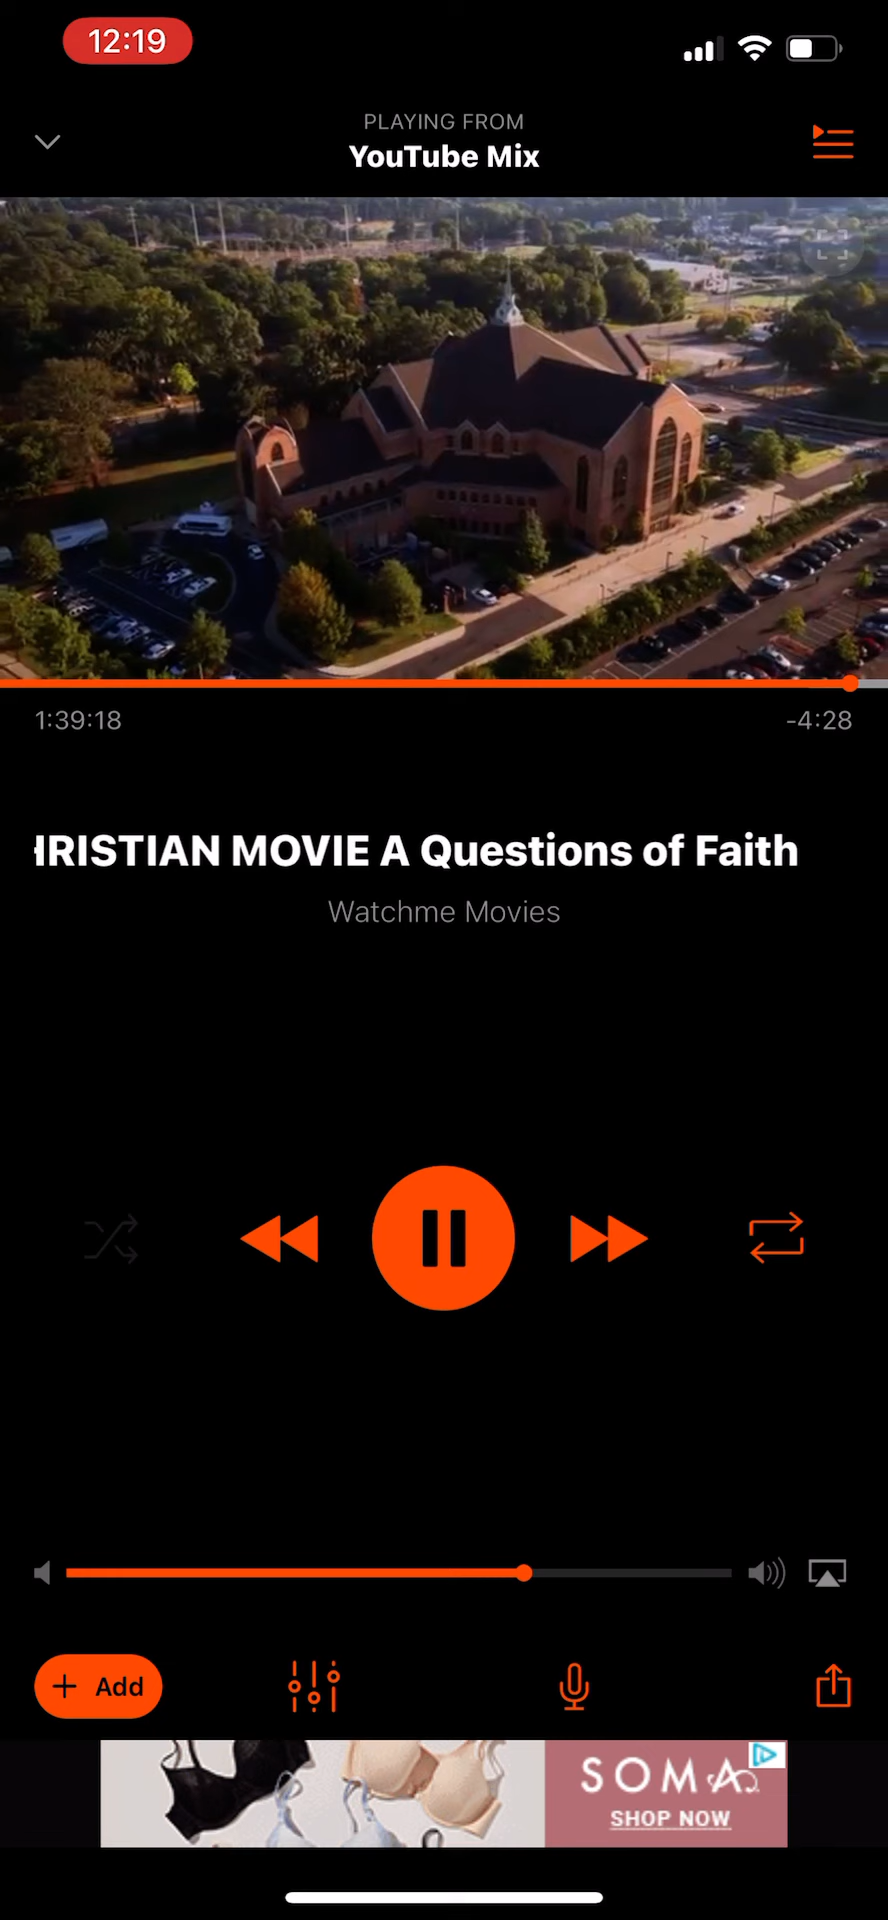 12:19
PLAYING FROM
YouTube Mix
1:39:18
-4:28
HRISTIAN MOVIE A Questions of Faith
Watchme Movies
+ Add
SOMA
SHOP NOW